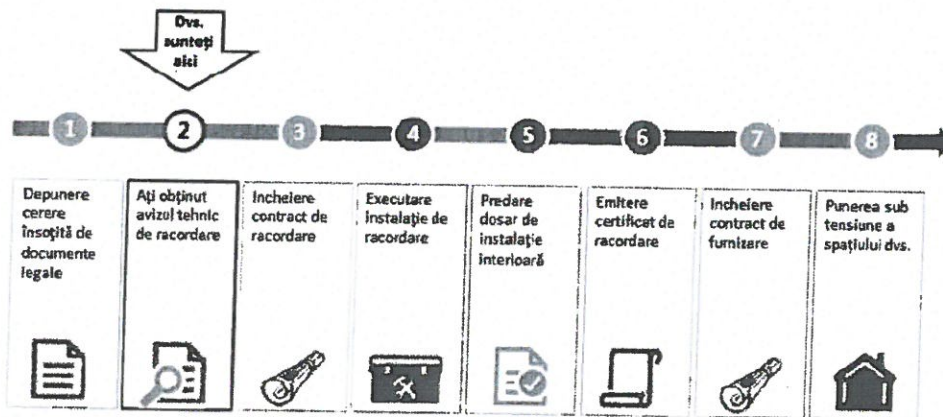 Dvs.
sunteți
aici
1
2
3
4
5
6
7
8
Depunere
cerere
însoțită de
documente
legale
Ați obținut
avizul tehnic
de racordare
Incheiere
contract de
racordare
Executare
instalație de
racordare
Predare
dosar de
instalație
interioară
Emitere
certificat de
racordare
Incheiere
contract de
furnizare
Punerea sub
tensiune a
spațiului dvs.